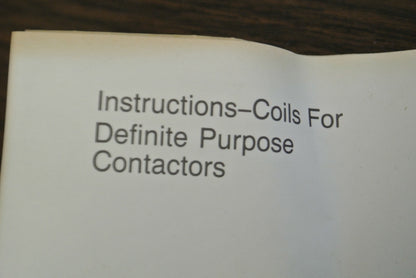 Instructions–Coils For
Definite Purpose
Contactors